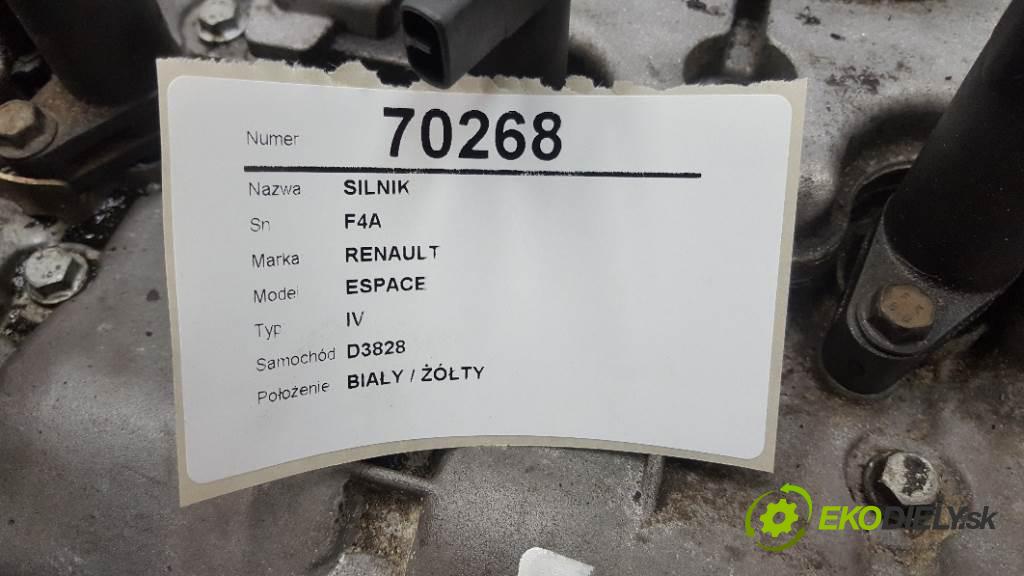 Numer 70268
Nazwa SILNIK
Sn F4A
Marka RENAULT
Model ESPACE
Typ IV
Samochód D3828
Położenie BIAŁY / ŻÓŁTY
EKODIELY.sk